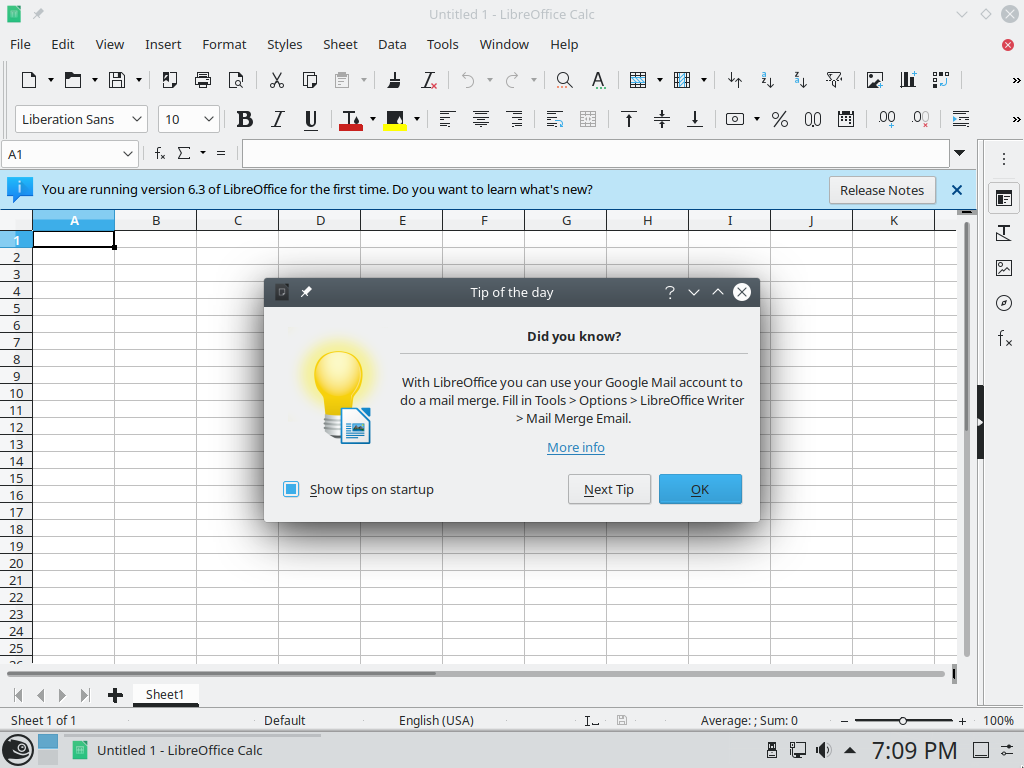 Untitled 1 - LibreOffice Calc
File Edit View Insert Format Styles Sheet Data Tools Window Help
Liberation Sans 10 B I U % 0,0 .00 .00
A1 fx Σ =
You are running version 6.3 of LibreOffice for the first time. Do you want to learn what's new? Release Notes
A B C D E F G H I J K
1
2
3
4
5
6
7
8
9
10
11
12
13
14
15
16
17
18
19
20
21
22
23
24
25
Tip of the day
Did you know?
With LibreOffice you can use your Google Mail account to
do a mail merge. Fill in Tools > Options > LibreOffice Writer
> Mail Merge Email.
More info
Show tips on startup Next Tip OK
Sheet1
Sheet 1 of 1 Default English (USA) Average: ; Sum: 0 100%
Untitled 1 - LibreOffice Calc 7:09 PM